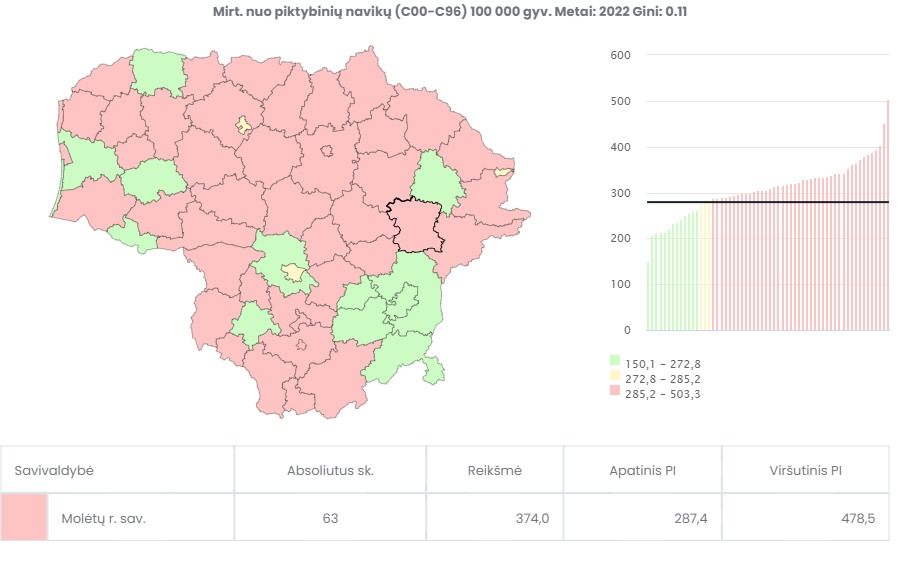 Mirt. nuo piktybinių navikų (C00-C96) 100 000 gyv. Metai: 2022 Gini: 0.11
600
500
400
300
200
100
0
150,1 - 272,8
272,8 - 285,2
285,2 - 503,3
Savivaldybė Absoliutus sk. Reikšmė Apatinis PI Viršutinis PI
Molėtų r. sav. 63 374,0 287,4 478,5